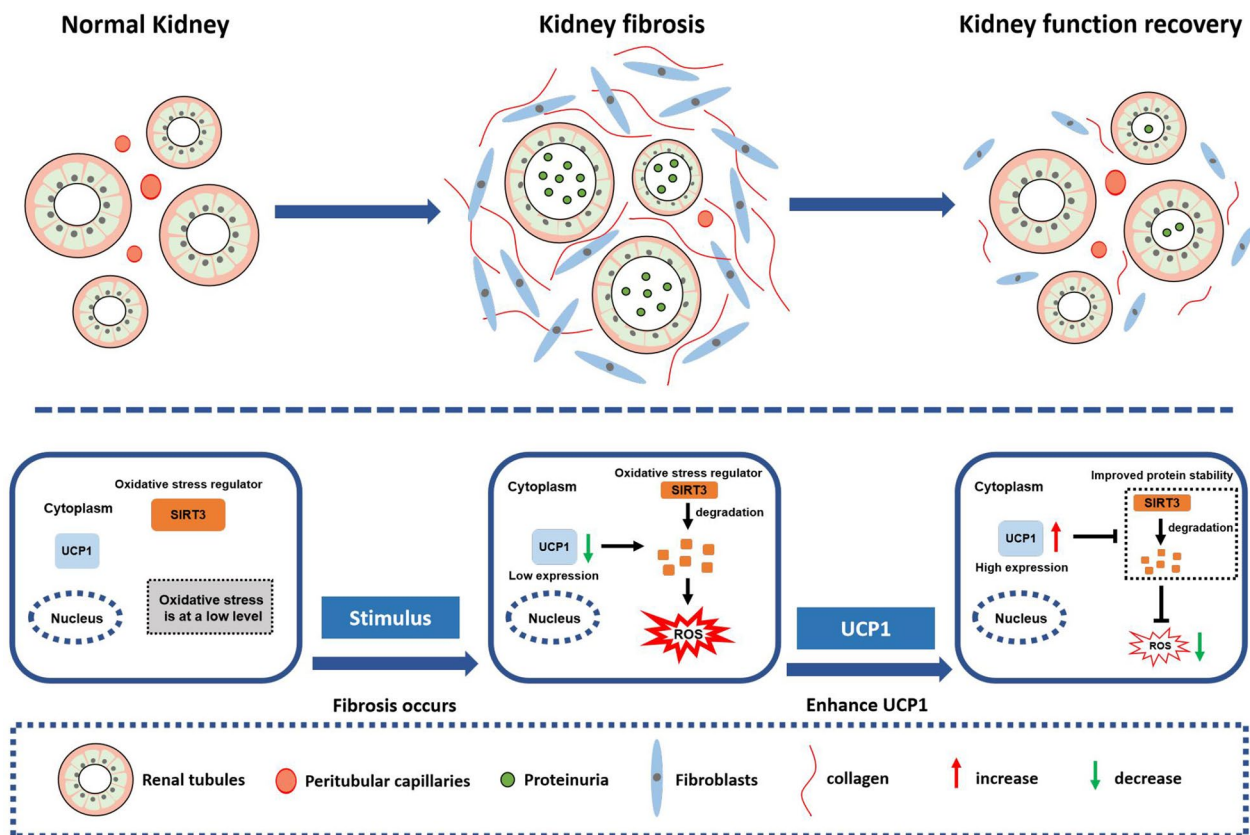 Normal Kidney
Kidney fibrosis
Kidney function recovery
Oxidative stress regulator
Cytoplasm
SIRT3
UCP1
Oxidative stress
is at a low level
Nucleus
Stimulus
Fibrosis occurs
Oxidative stress regulator
Cytoplasm
SIRT3
degradation
UCP1
Low expression
Nucleus
ROS
UCP1
Enhance UCP1
Improved protein stability
Cytoplasm
SIRT3
degradation
UCP1
High expression
Nucleus
ROS
Renal tubules
Peritubular capillaries
Proteinuria
Fibroblasts
collagen
increase
decrease